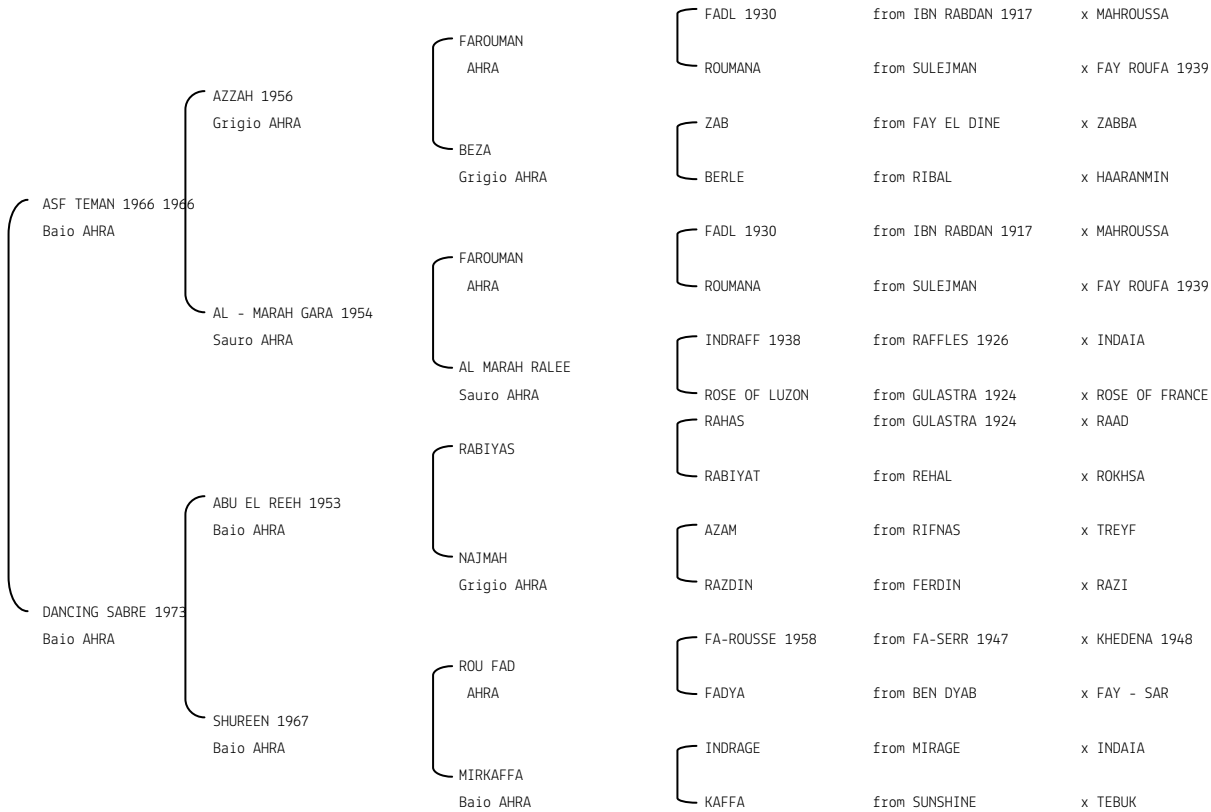 FADL 1930 from IBN RABDAN 1917 x MAHROUSSA
FAROUMAN
AHRA ROUMANA from SULEJMAN x FAY ROUFA 1939
AZZAH 1956
Grigio AHRA ZAB from FAY EL DINE x ZABBA
BEZA
Grigio AHRA BERLE from RIBAL x HAARANMIN
ASF TEMAN 1966 1966
Baio AHRA FADL 1930 from IBN RABDAN 1917 x MAHROUSSA
FAROUMAN
AHRA ROUMANA from SULEJMAN x FAY ROUFA 1939
AL - MARAH GARA 1954
Sauro AHRA INDRAFF 1938 from RAFFLES 1926 x INDAIA
AL MARAH RALEE
Sauro AHRA ROSE OF LUZON from GULASTRA 1924 x ROSE OF FRANCE
RAHAS from GULASTRA 1924 x RAAD
RABIYAS
RABIYAT from REHAL x ROKHSA
ABU EL REEH 1953
Baio AHRA AZAM from RIFNAS x TREYF
NAJMAH
Grigio AHRA RAZDIN from FERDIN x RAZI
DANCING SABRE 1973
Baio AHRA FA-ROUSSE 1958 from FA-SERR 1947 x KHEDENA 1948
ROU FAD
AHRA FADYA from BEN DYAB x FAY - SAR
SHUREEN 1967
Baio AHRA INDRAGE from MIRAGE x INDAIA
MIRKAFFA
Baio AHRA KAFFA from SUNSHINE x TEBUK